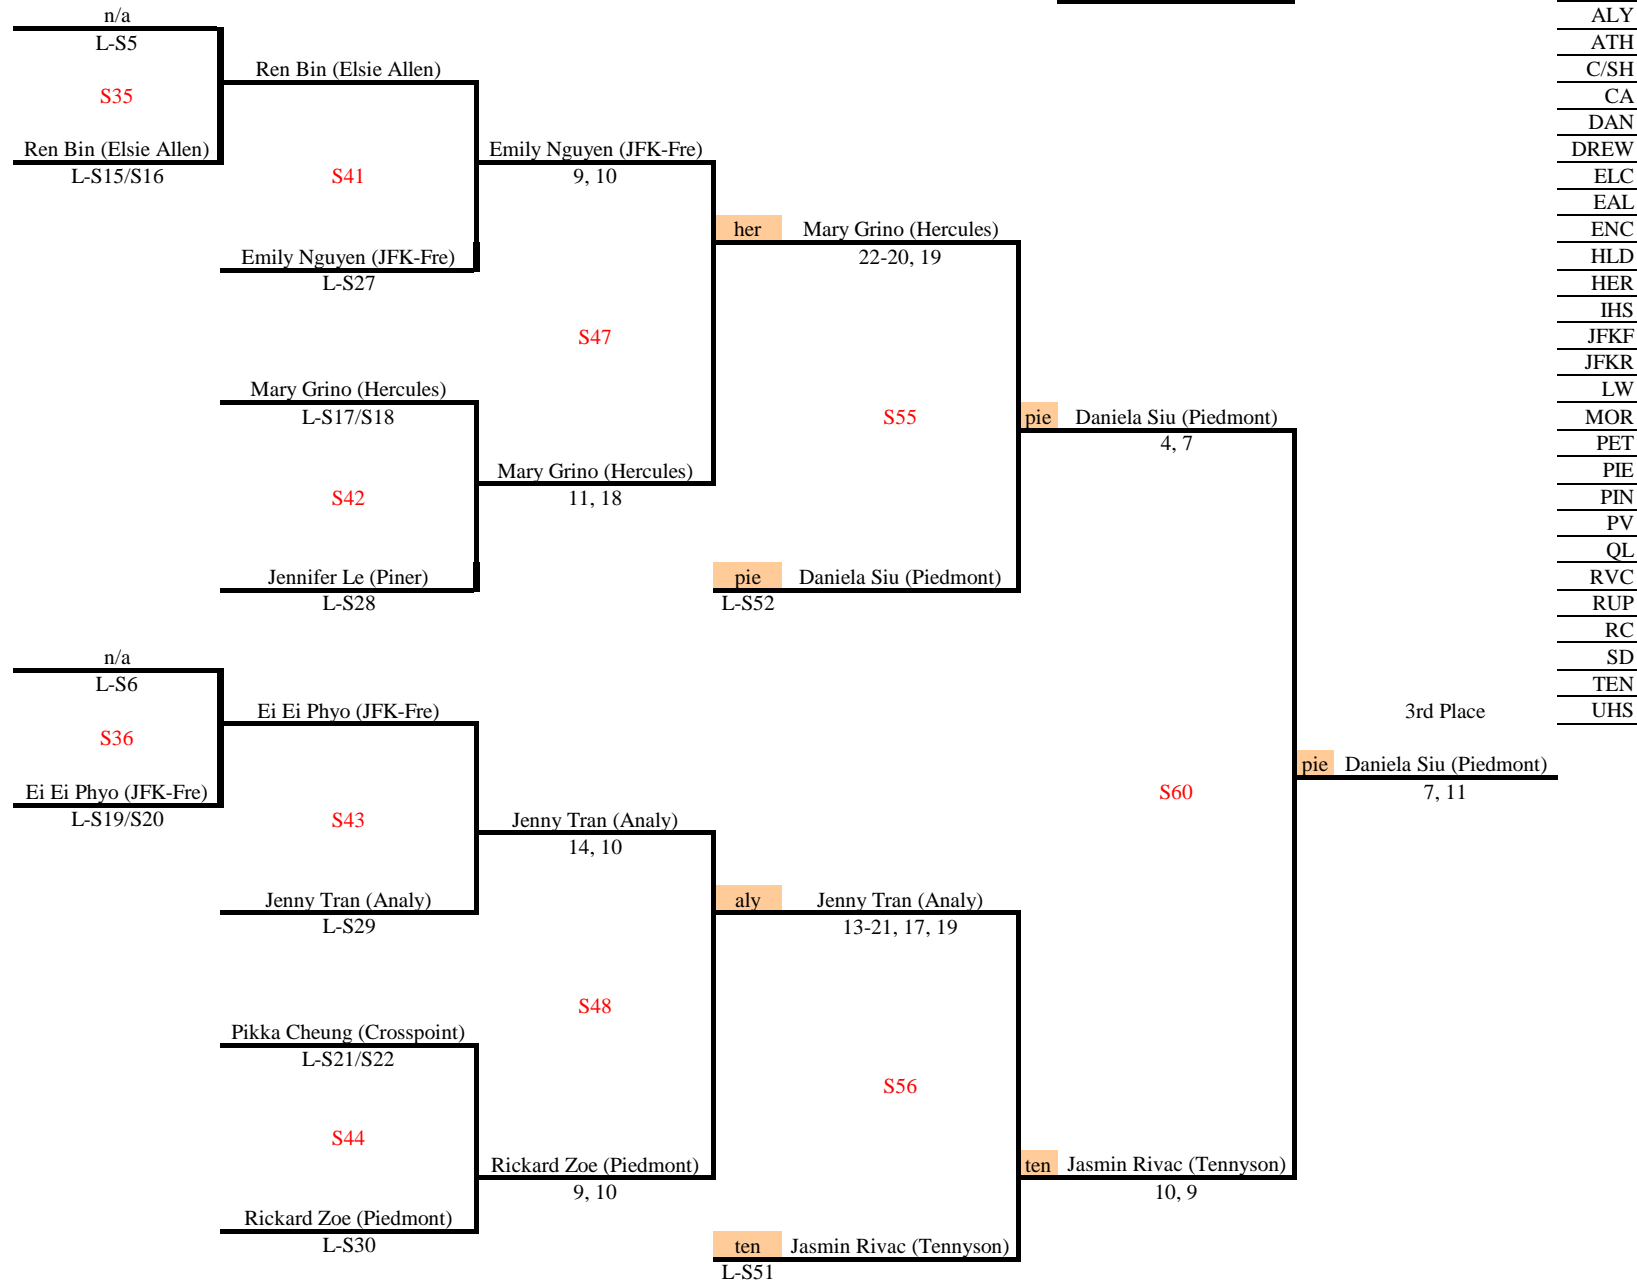 n/a
L-S5
Ren Bin (Elsie Allen)
S35
Ren Bin (Elsie Allen)
L-S15/S16
S41
Emily Nguyen (JFK-Fre)
9, 10
her Mary Grino (Hercules)
22-20, 19
Emily Nguyen (JFK-Fre)
L-S27
S47
Mary Grino (Hercules)
L-S17/S18
S55
pie Daniela Siu (Piedmont)
4, 7
S42
Mary Grino (Hercules)
11, 18
Jennifer Le (Piner)
L-S28
pie Daniela Siu (Piedmont)
L-S52
n/a
L-S6
Ei Ei Phyo (JFK-Fre)
S36
Ei Ei Phyo (JFK-Fre)
L-S19/S20
3rd Place
pie Daniela Siu (Piedmont)
7, 11
S60
S43
Jenny Tran (Analy)
14, 10
Jenny Tran (Analy)
L-S29
aly Jenny Tran (Analy)
13-21, 17, 19
S48
Pikka Cheung (Crosspoint)
L-S21/S22
S56
S44
Rickard Zoe (Piedmont)
9, 10
ten Jasmin Rivac (Tennyson)
10, 9
Rickard Zoe (Piedmont)
L-S30
ten Jasmin Rivac (Tennyson)
L-S51
ALY
ATH
C/SH
CA
DAN
DREW
ELC
EAL
ENC
HLD
HER
IHS
JFKF
JFKR
LW
MOR
PET
PIE
PIN
PV
QL
RVC
RUP
RC
SD
TEN
UHS